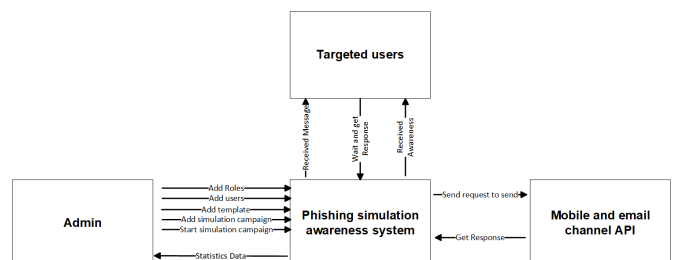 Targeted users
Received Message
Wait and get
Response
Received
Awareness
Admin
Add Roles
Add users
Add template
Add simulation campaign
Start simulation campaign
Statistics Data
Phishing simulation
awareness system
Send request to send
Get Response
Mobile and email
channel API